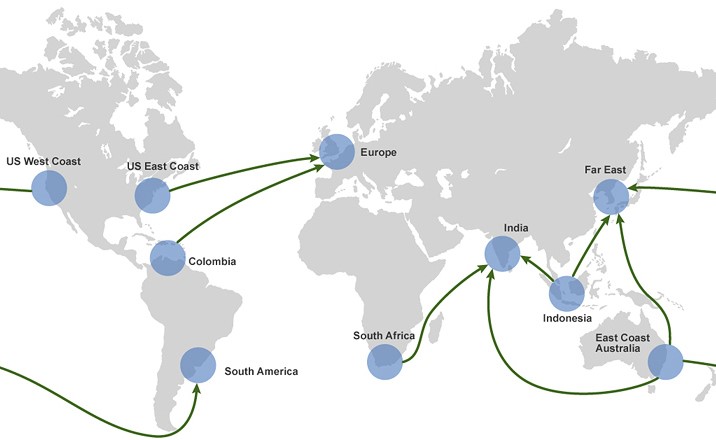 US West Coast
US East Coast
Europe
Far East
India
Colombia
Indonesia
South Africa
East Coast
Australia
South America